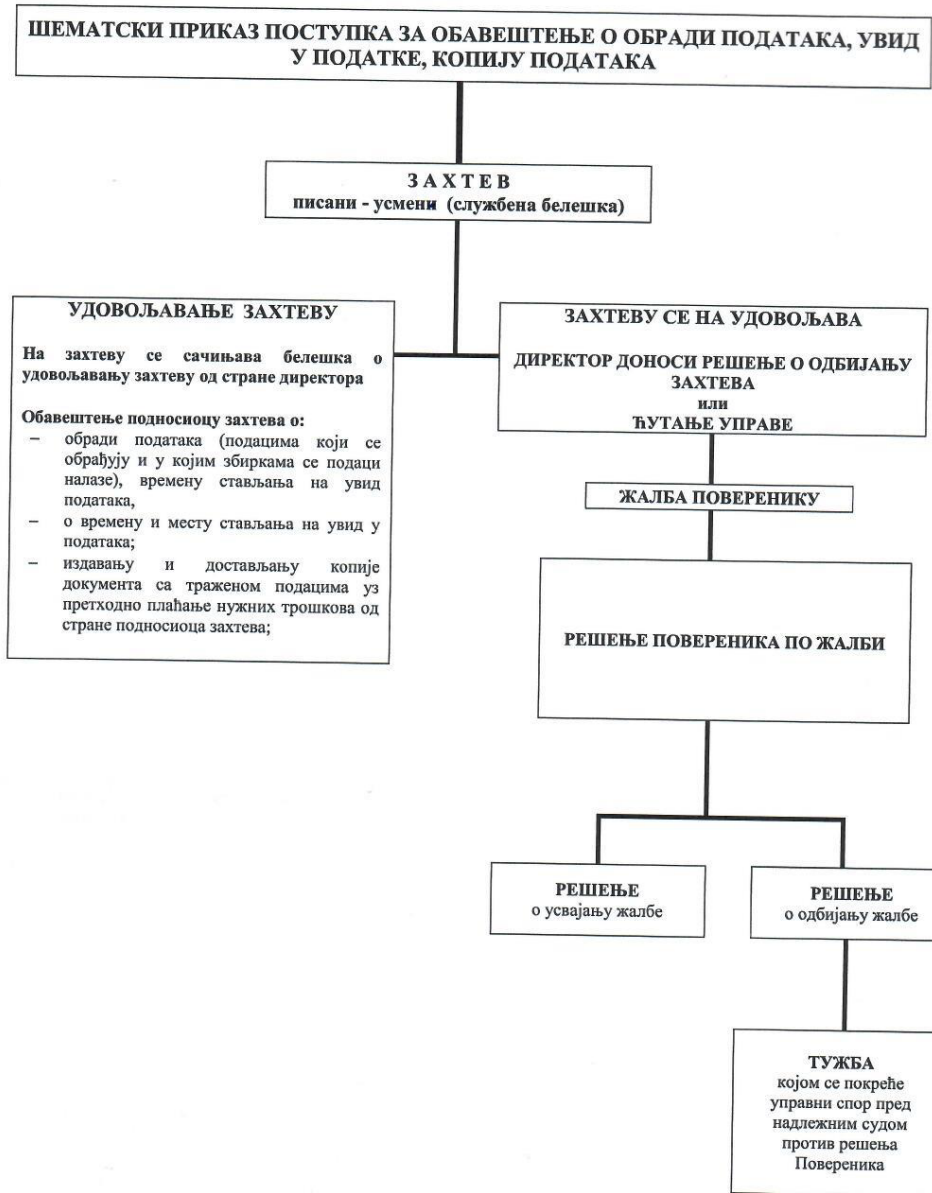 ШЕМАТСКИ ПРИКАЗ ПОСТУПКА ЗА ОБАВЕШТЕЊЕ О ОБРАДИ ПОДАТАКА, УВИД
У ПОДАТКЕ, КОПИЈУ ПОДАТАКА
З А Х Т Е В
писани - усмени (службена белешка)
УДОВОЉАВАЊЕ ЗАХТЕВУ
На захтеву се сачињава белешка о
удовољавању захтеву од стране директора
Обавештење подносиоцу захтева о:
– обради података (подацима који се
обрађују и у којим збиркама се подаци
налазе), времену стављања на увид
података,
– о времену и месту стављања на увид у
података;
– издавању и достављању копије
документа са траженом подацима уз
претходно плаћање нужних трошкова од
стране подносиоца захтева;
ЗАХТЕВУ СЕ НА УДОВОЉАВА
ДИРЕКТОР ДОНОСИ РЕШЕЊЕ О ОДБИЈАЊУ
ЗАХТЕВА
или
ЋУТАЊЕ УПРАВЕ
ЖАЛБА ПОВЕРЕНИКУ
РЕШЕЊЕ ПОВЕРЕНИКА ПО ЖАЛБИ
РЕШЕЊЕ
о усвајању жалбе
РЕШЕЊЕ
о одбијању жалбе
ТУЖБА
којом се покреће
управни спор пред
надлежним судом
против решења
Повереника